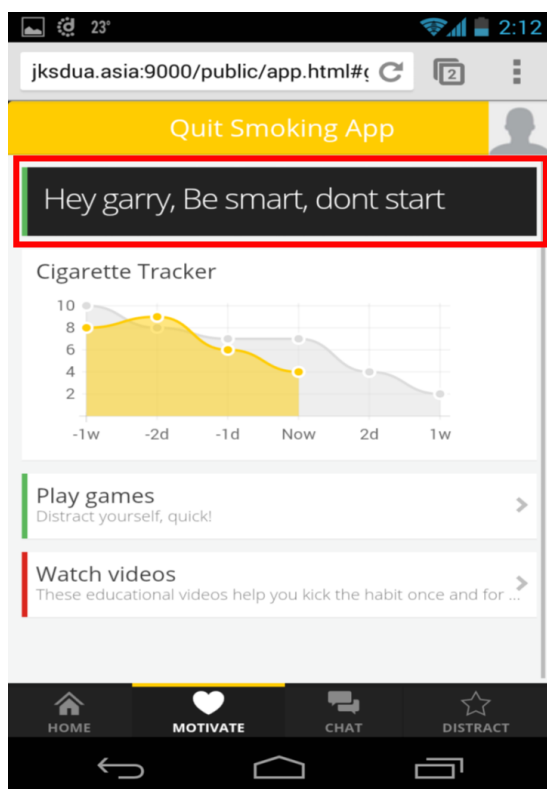 23°
2:12
jksdua.asia:9000/public/app.html#
2
Quit Smoking App
Hey garry, Be smart, dont start
Cigarette Tracker
10
8
6
4
2
-1w -2d -1d Now 2d 1w
Play games
Distract yourself, quick!
Watch videos
These educational videos help you kick the habit once and for ...
HOME MOTIVATE CHAT DISTRACT